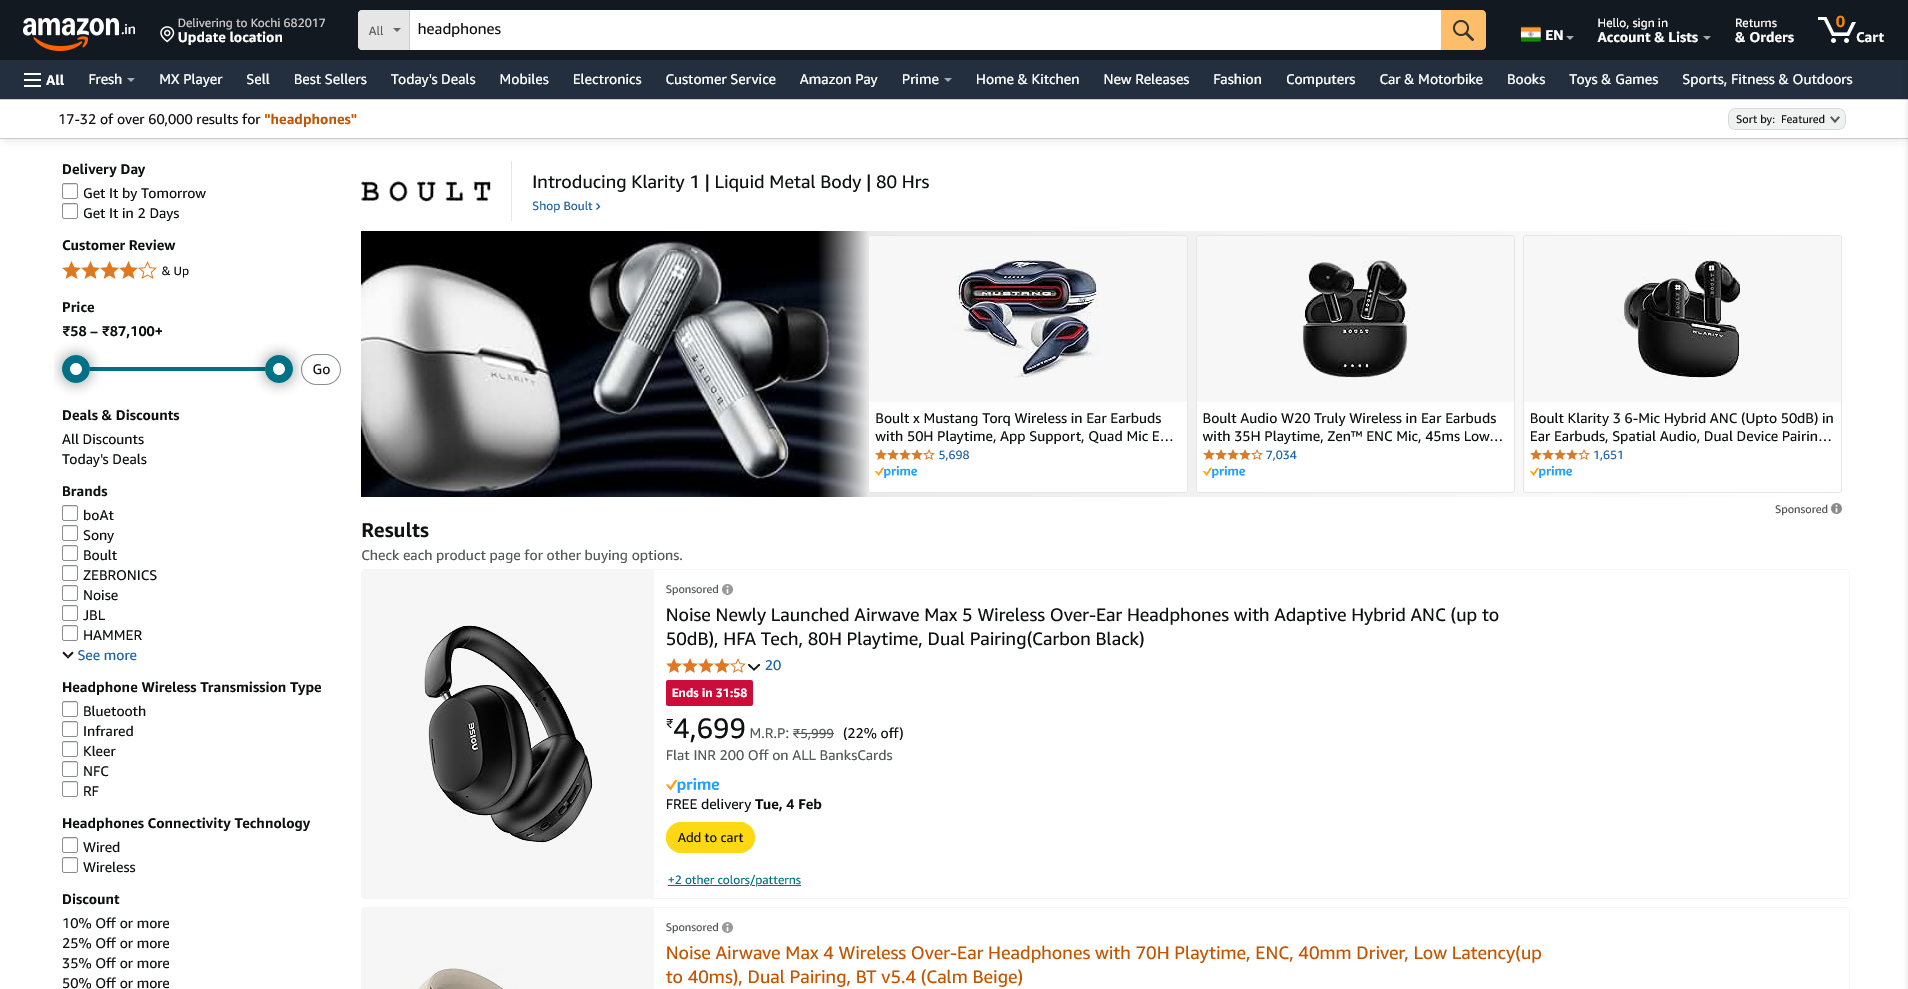 amazon.in
Delivering to Kochi 682017
Update location
All
headphones
EN
Hello, sign in
Account & Lists
Returns
& Orders
0
Cart
All
Fresh
MX Player
Sell
Best Sellers
Today's Deals
Mobiles
Electronics
Customer Service
Amazon Pay
Prime
Home & Kitchen
New Releases
Fashion
Computers
Car & Motorbike
Books
Toys & Games
Sports, Fitness & Outdoors
17-32 of over 60,000 results for "headphones"
Sort by: Featured
Delivery Day
Get It by Tomorrow
Get It in 2 Days
Customer Review
& Up
Price
₹58 – ₹87,100+
Go
Deals & Discounts
All Discounts
Today's Deals
Brands
boAt
Sony
Boult
ZEBRONICS
Noise
JBL
HAMMER
See more
Headphone Wireless Transmission Type
Bluetooth
Infrared
Kleer
NFC
RF
Headphones Connectivity Technology
Wired
Wireless
Discount
10% Off or more
25% Off or more
35% Off or more
50% Off or more
BOULT
Introducing Klarity 1 | Liquid Metal Body | 80 Hrs
Shop Boult ›
KLARITY
BOULT
MUSTANG
Boult x Mustang Torq Wireless in Ear Earbuds
with 50H Playtime, App Support, Quad Mic E...
5,698
prime
BOULT
Boult Audio W20 Truly Wireless in Ear Earbuds
with 35H Playtime, Zen™ ENC Mic, 45ms Low...
7,034
prime
KLARITY
Boult Klarity 3 6-Mic Hybrid ANC (Upto 50dB) in
Ear Earbuds, Spatial Audio, Dual Device Pairin...
1,651
prime
Sponsored
Results
Check each product page for other buying options.
noise
Sponsored
Noise Newly Launched Airwave Max 5 Wireless Over-Ear Headphones with Adaptive Hybrid ANC (up to
50dB), HFA Tech, 80H Playtime, Dual Pairing(Carbon Black)
20
Ends in 31:58
₹4,699 M.R.P: ₹5,999 (22% off)
Flat INR 200 Off on ALL BanksCards
prime
FREE delivery Tue, 4 Feb
Add to cart
+2 other colors/patterns
Sponsored
Noise Airwave Max 4 Wireless Over-Ear Headphones with 70H Playtime, ENC, 40mm Driver, Low Latency(up
to 40ms), Dual Pairing, BT v5.4 (Calm Beige)